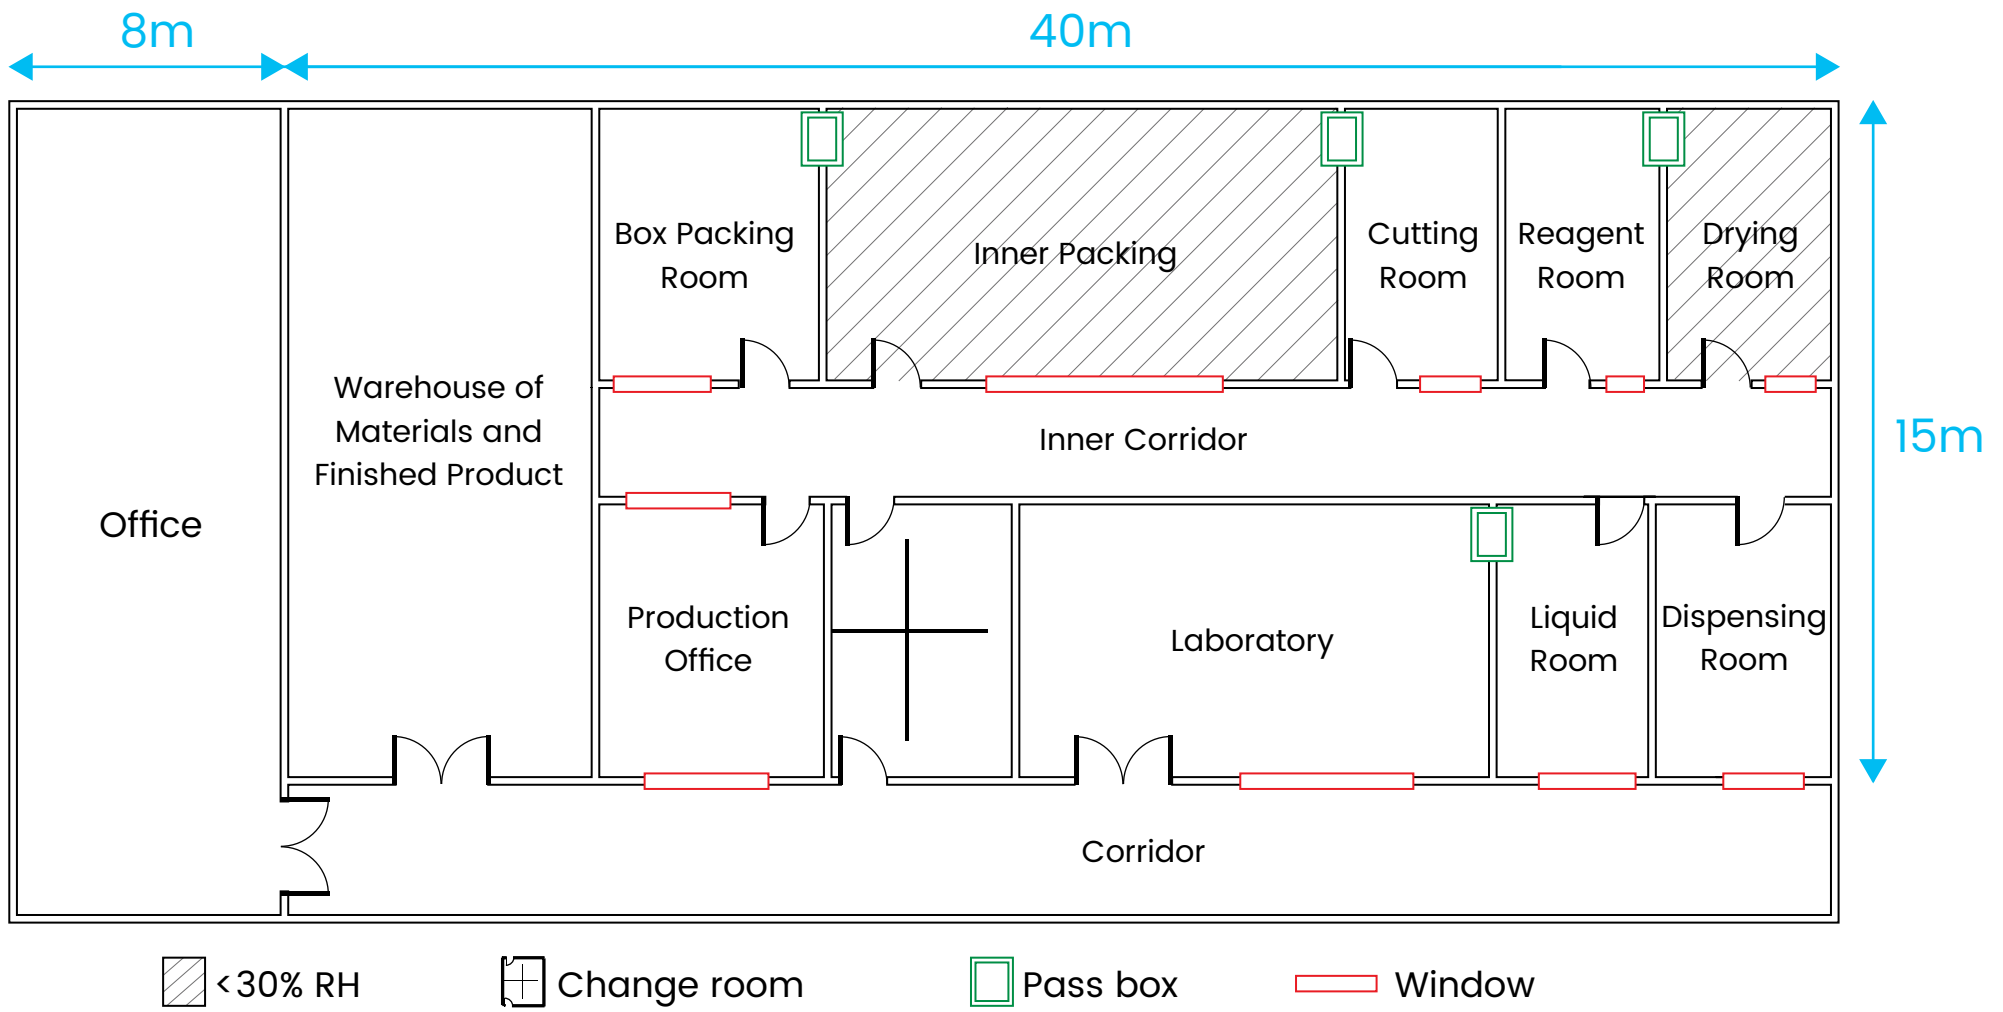 8m
40m
Box Packing
Room
Inner Packing
Cutting
Room
Reagent
Room
Drying
Room
Warehouse of
Materials and
Finished Product
Inner Corridor
15m
Office
Production
Office
Laboratory
Liquid
Room
Dispensing
Room
Corridor
<30% RH
Change room
Pass box
Window